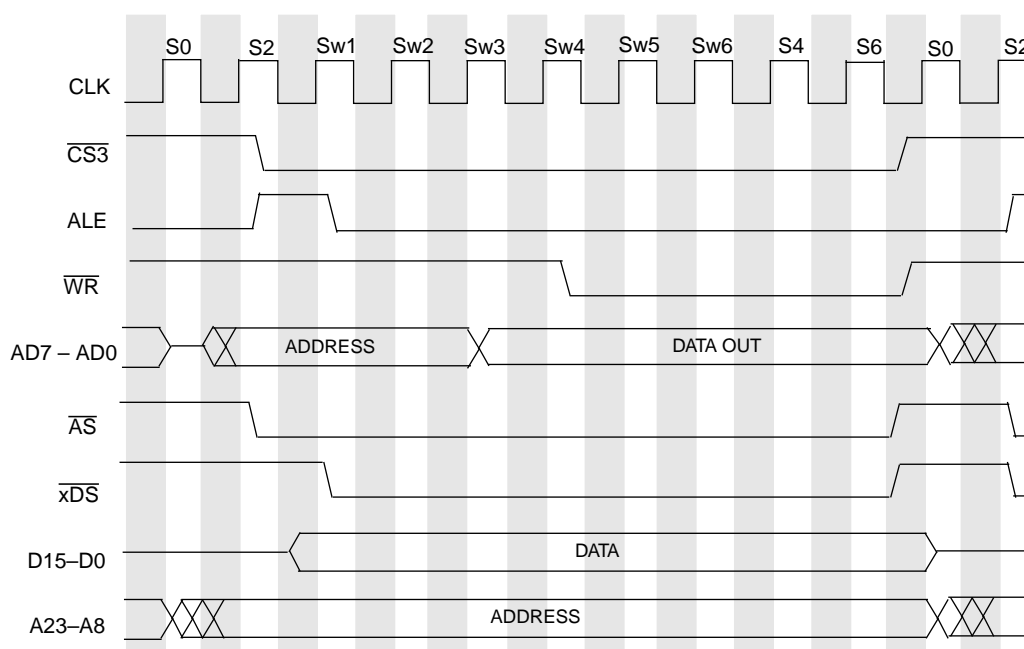 S0 S2 Sw1 Sw2 Sw3 Sw4 Sw5 Sw6 S4 S6 S0 S2
CLK
CS3
ALE
WR
AD7 – AD0 ADDRESS DATA OUT
AS
xDS
D15–D0 DATA
A23–A8 ADDRESS